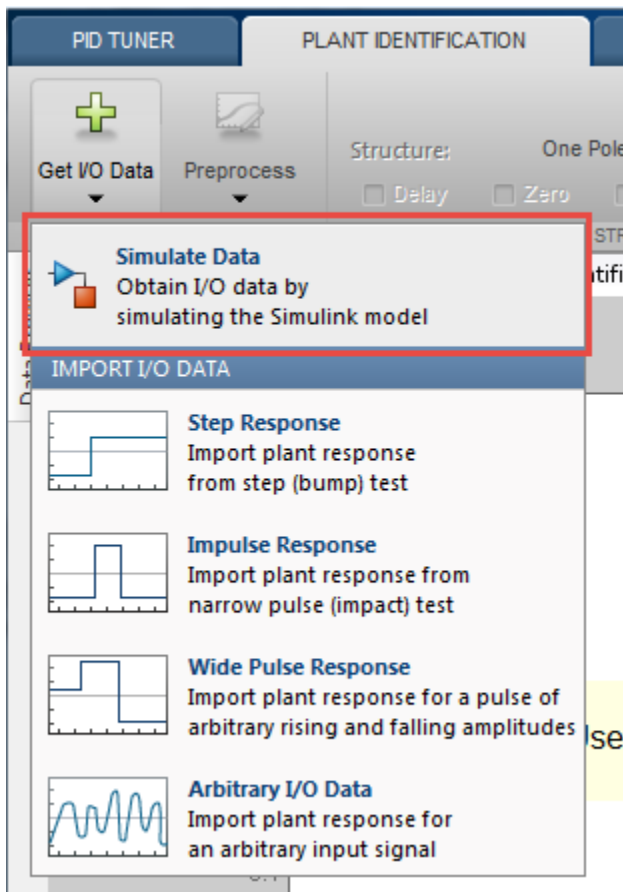 PID TUNER
PLANT IDENTIFICATION
Get I/O Data
Preprocess
Structure:
One Pole
Delay
Zero
STR
Simulate Data
Obtain I/O data by
simulating the Simulink model
IMPORT I/O DATA
Step Response
Import plant response
from step (bump) test
Impulse Response
Import plant response from
narrow pulse (impact) test
Wide Pulse Response
Import plant response for a pulse of
arbitrary rising and falling amplitudes
Arbitrary I/O Data
Import plant response for
an arbitrary input signal